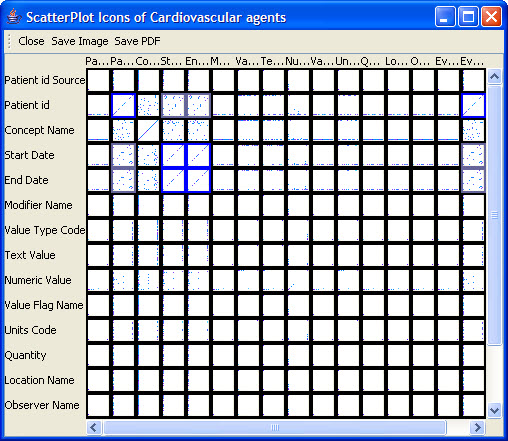 ScatterPlot Icons of Cardiovascular agents
Close Save Image Save PDF
Pa... Pa... Co... St... En... M... Va... Te... Nu... Va... Un... Q... Lo... O... Ev... Ev...
Patient id Source
Patient id
Concept Name
Start Date
End Date
Modifier Name
Value Type Code
Text Value
Numeric Value
Value Flag Name
Units Code
Quantity
Location Name
Observer Name